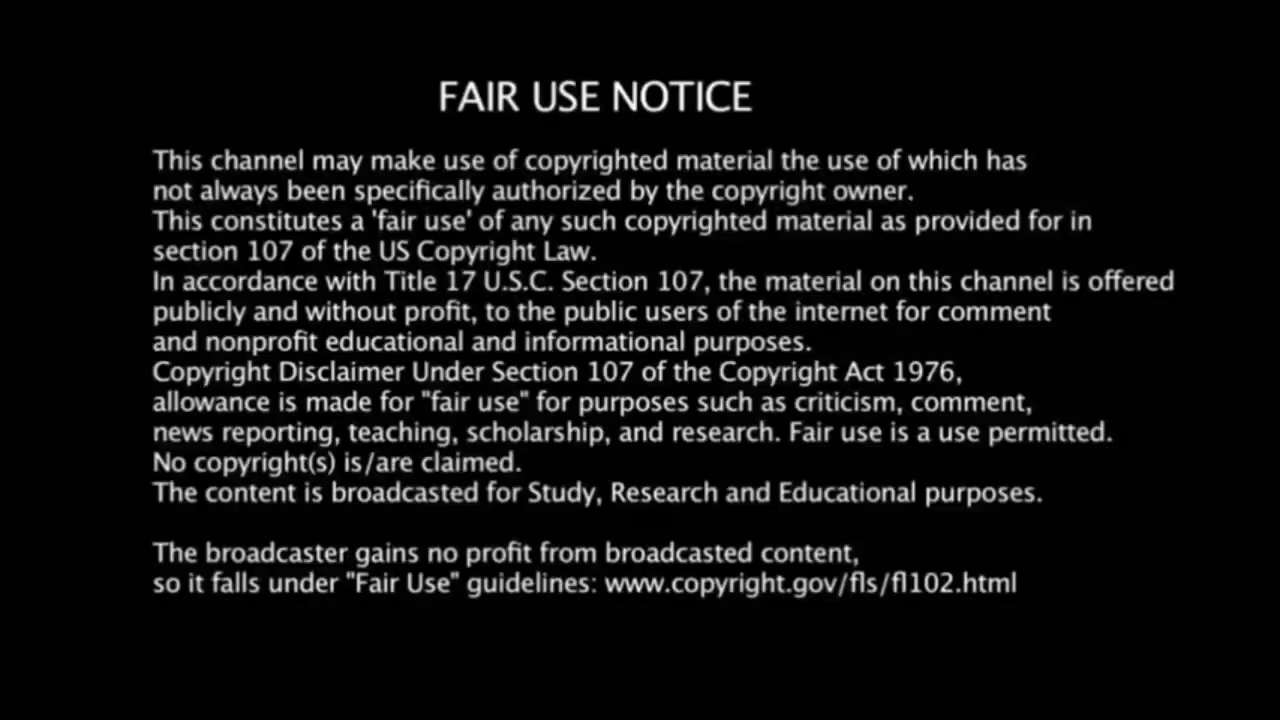 FAIR USE NOTICE
This channel may make use of copyrighted material the use of which has
not always been specifically authorized by the copyright owner.
This constitutes a 'fair use' of any such copyrighted material as provided for in
section 107 of the US Copyright Law.
In accordance with Title 17 U.S.C. Section 107, the material on this channel is offered
publicly and without profit, to the public users of the internet for comment
and nonprofit educational and informational purposes.
Copyright Disclaimer Under Section 107 of the Copyright Act 1976,
allowance is made for "fair use" for purposes such as criticism, comment,
news reporting, teaching, scholarship, and research. Fair use is a use permitted.
No copyright(s) is/are claimed.
The content is broadcasted for Study, Research and Educational purposes.
The broadcaster gains no profit from broadcasted content,
so it falls under "Fair Use" guidelines: www.copyright.gov/fls/fl102.html